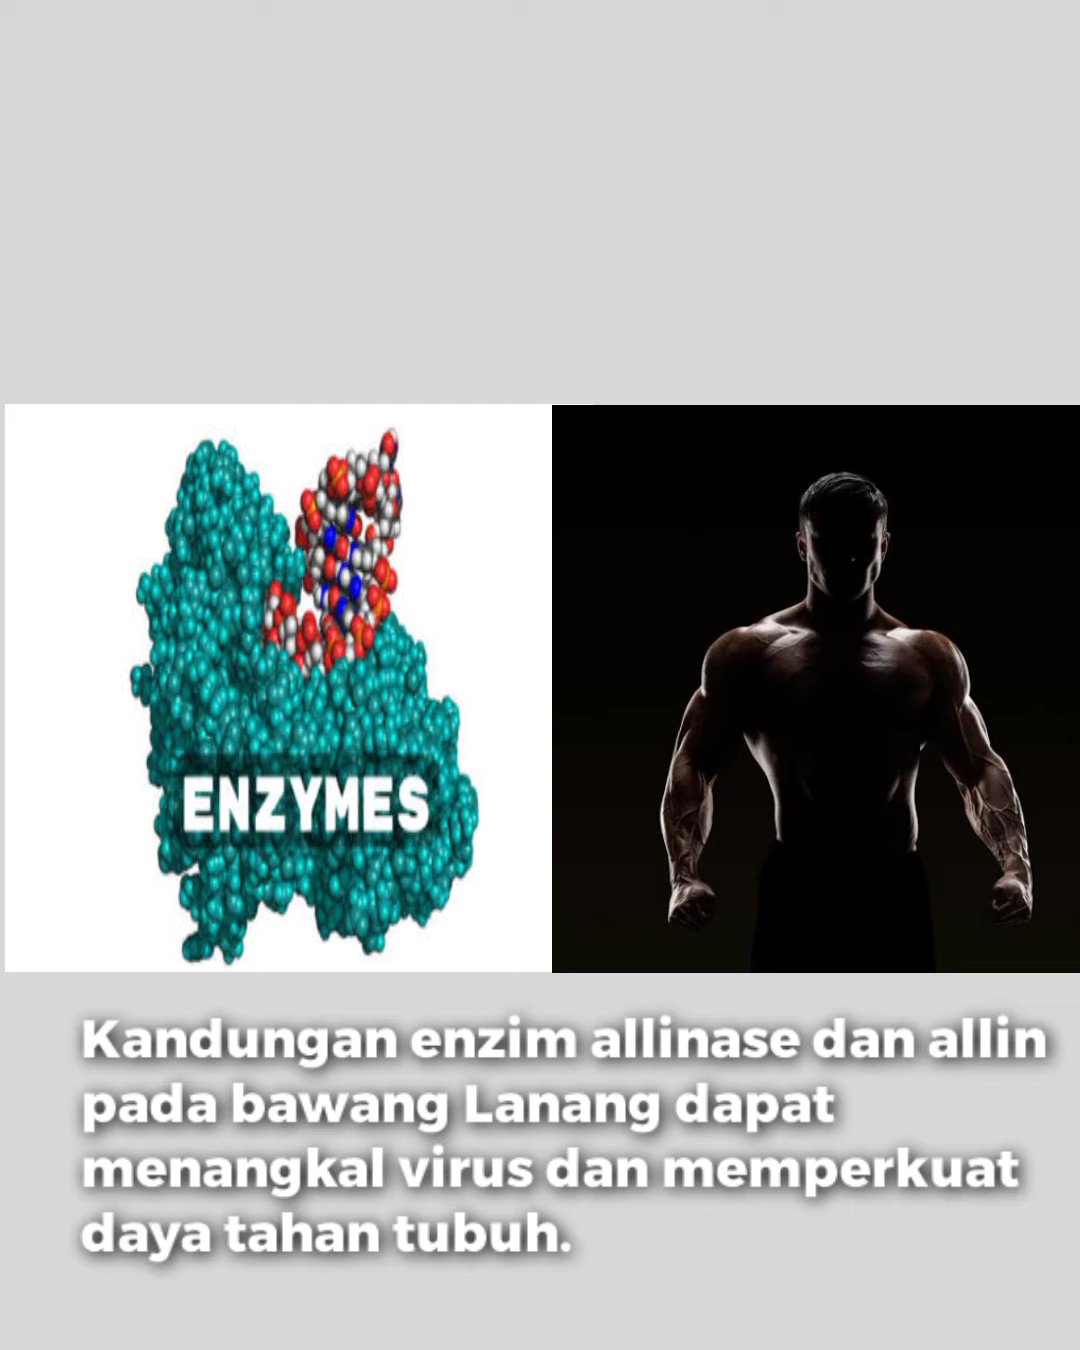 ENZYMES
Kandungan enzim allinase dan allin
pada bawang Lanang dapat
menangkal virus dan memperkuat
daya tahan tubuh.